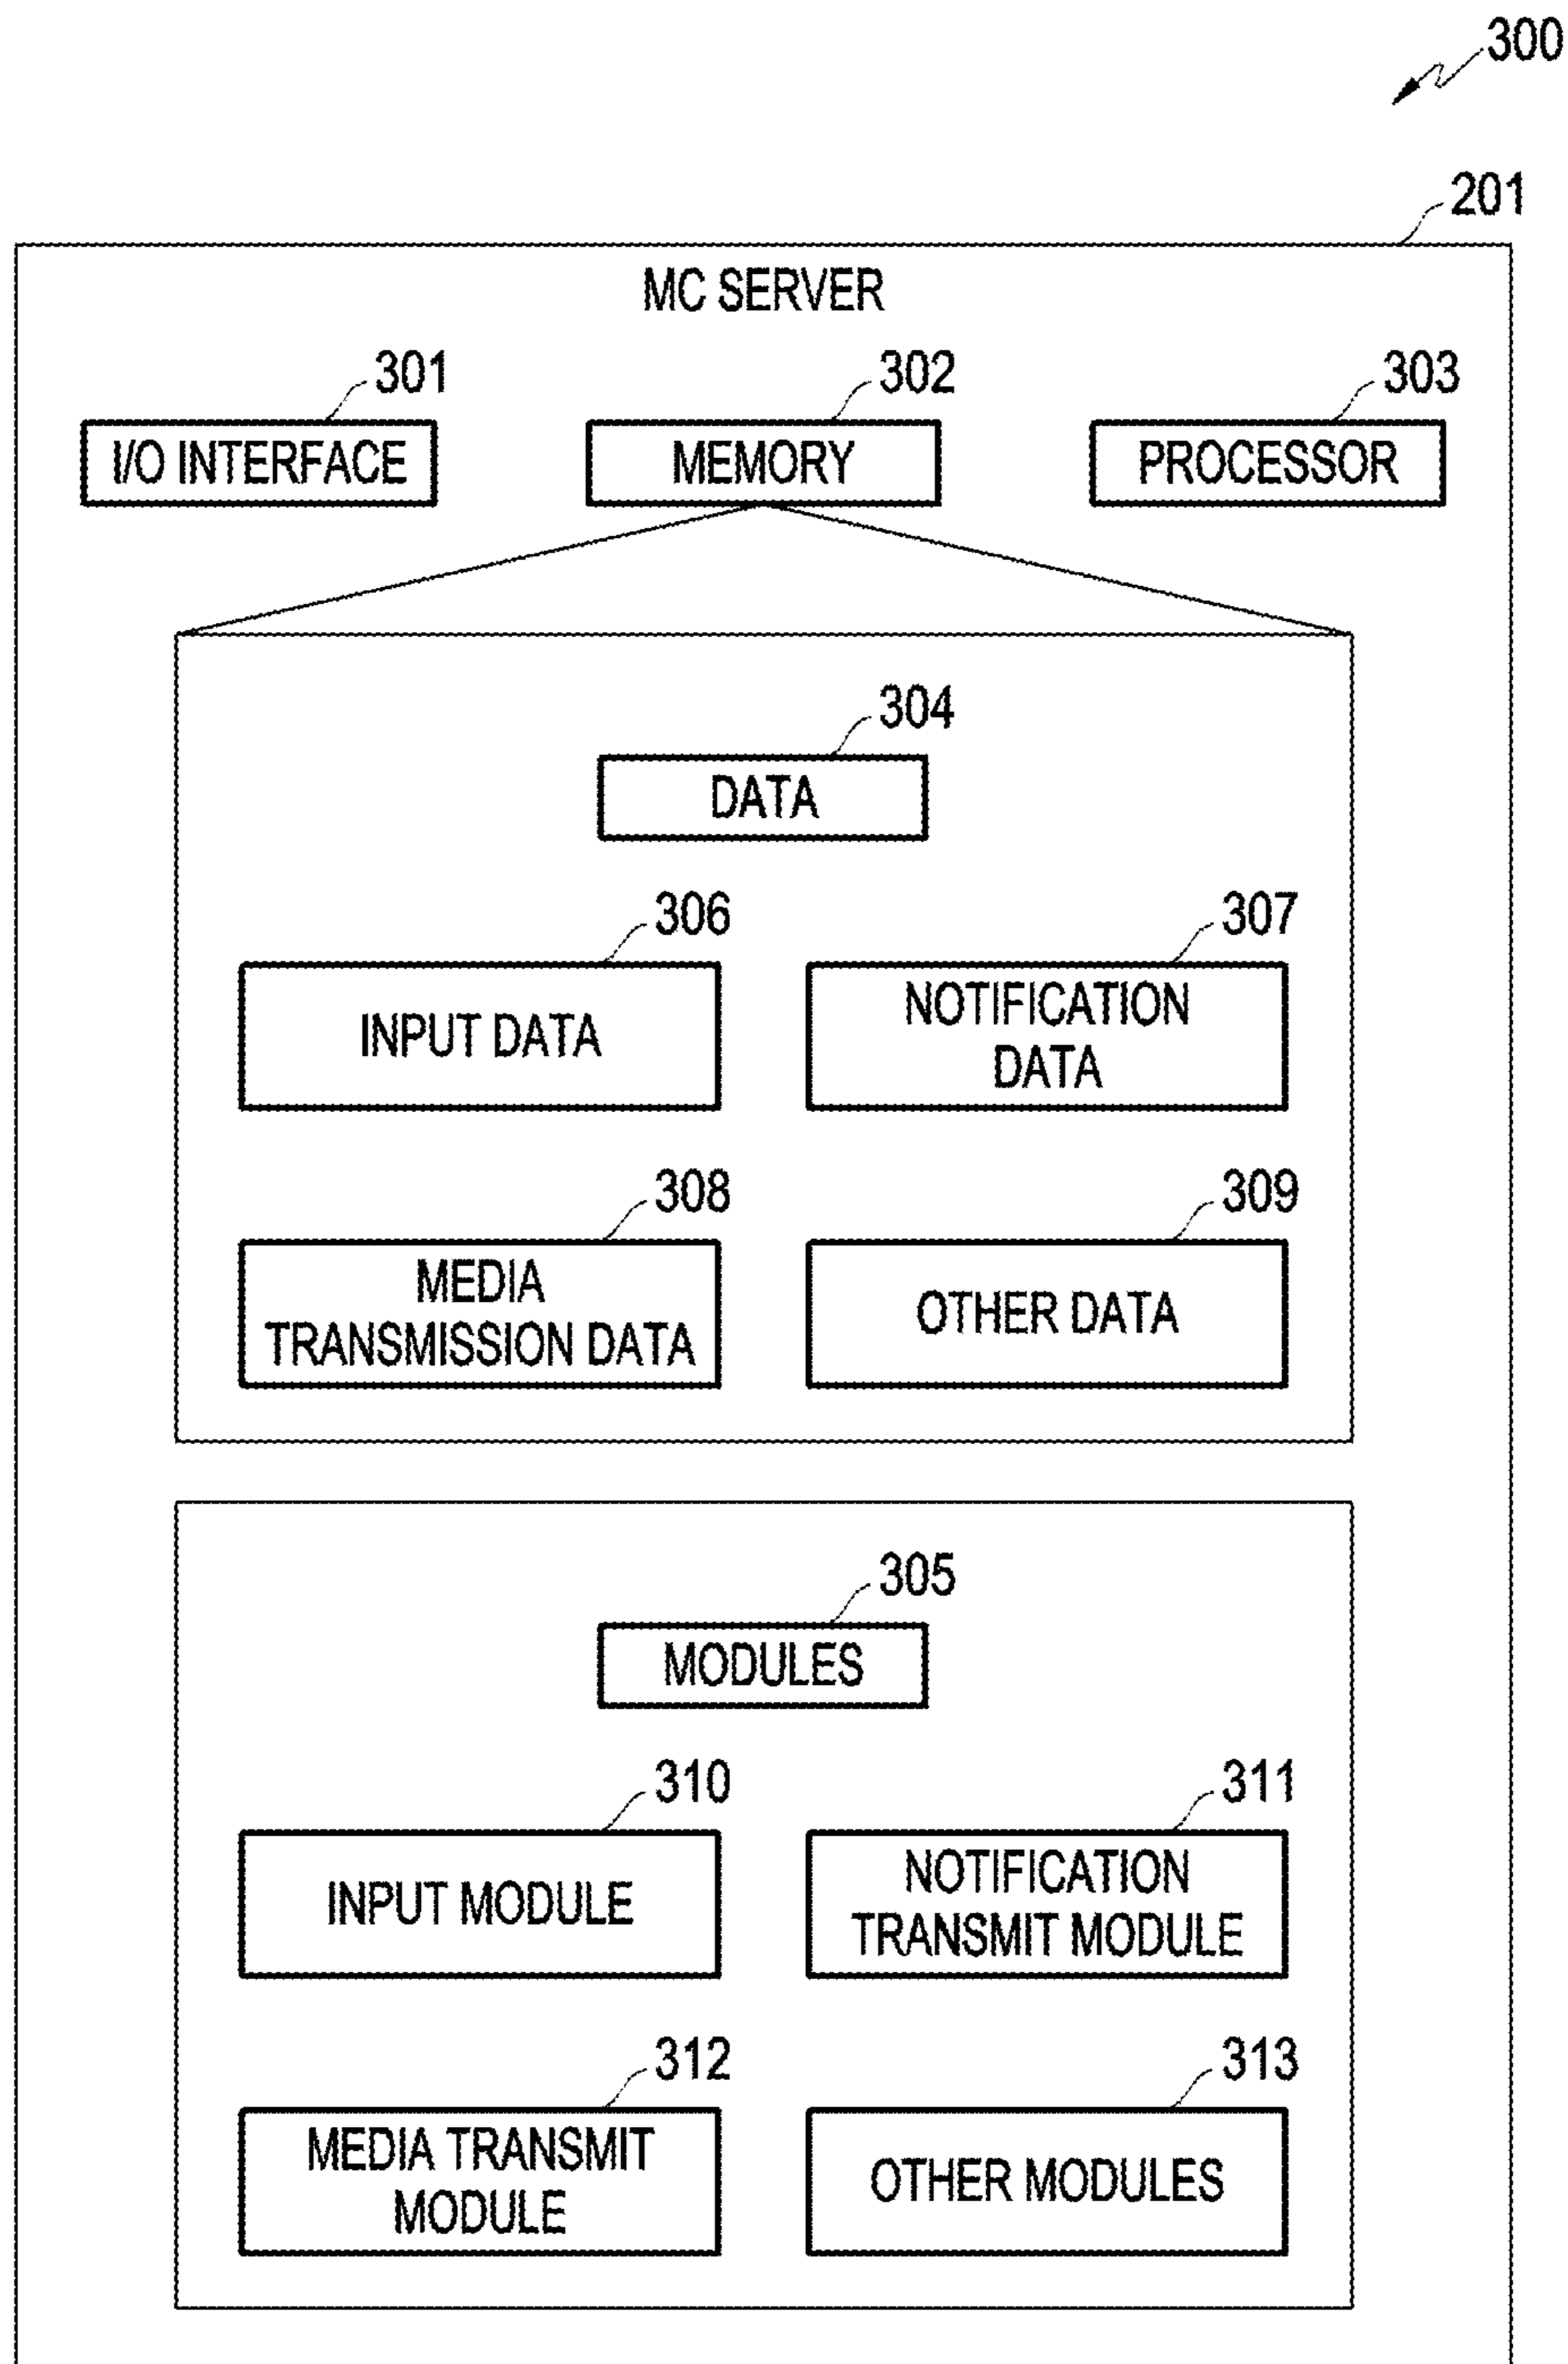 300
201
MC SERVER
301
302
303
I/O INTERFACE
MEMORY
PROCESSOR
304
DATA
306
307
INPUT DATA
NOTIFICATION
DATA
308
309
MEDIA
TRANSMISSION DATA
OTHER DATA
305
MODULES
310
311
INPUT MODULE
NOTIFICATION
TRANSMIT MODULE
312
313
MEDIA TRANSMIT
MODULE
OTHER MODULES